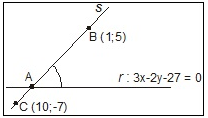 s
B (1;5)
A
r : 3x-2y-27 = 0
C (10;-7)